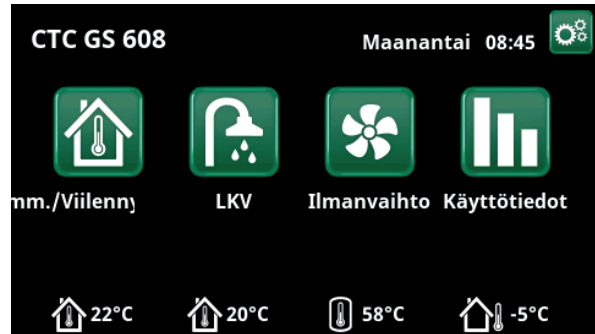 CTC GS 608 Maanantai 08:45
mm./Viilenny LKV Ilmanvaihto Käyttötiedot
22°C 20°C 58°C -5°C